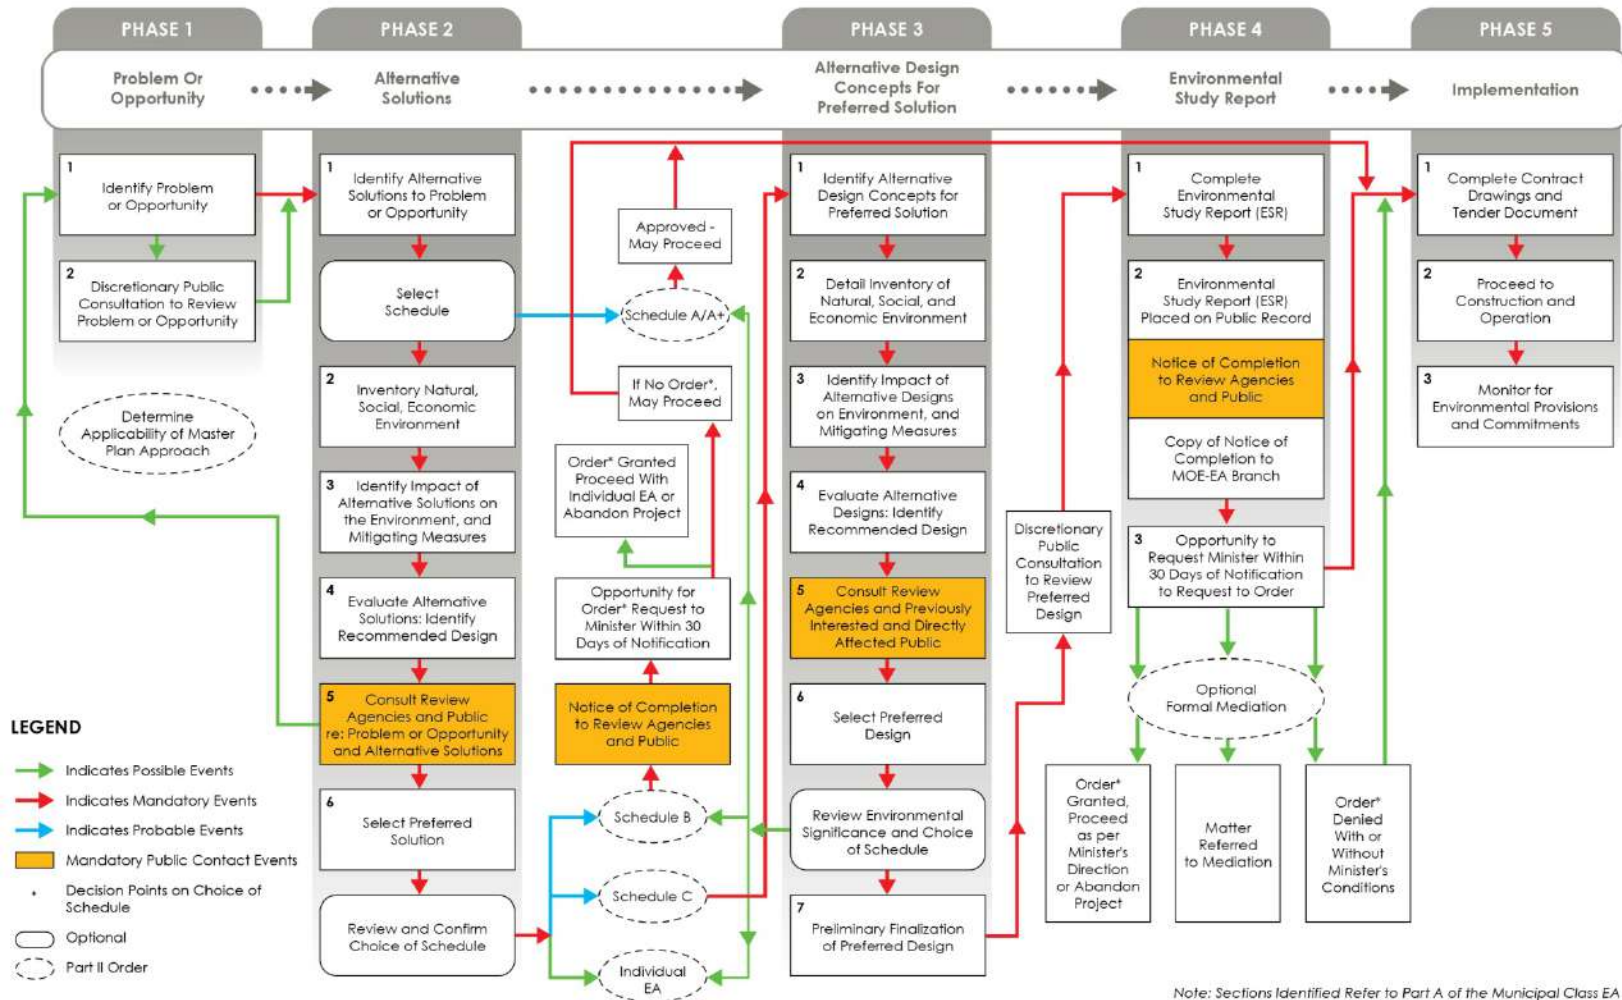 PHASE 1
PHASE 2
PHASE 3
PHASE 4
PHASE 5
Problem Or
Opportunity
Alternative
Solutions
Alternative Design
Concepts For
Preferred Solution
Environmental
Study Report
Implementation
1
Identify Problem
or Opportunity
2
Discretionary Public
Consultation to Review
Problem or Opportunity
Determine
Applicability of Master
Plan Approach
1
Identify Alternative
Solutions to Problem
or Opportunity
Select
Schedule
2
Inventory Natural,
Social, Economic
Environment
3
Identify Impact of
Alternative Solutions on
the Environment, and
Mitigating Measures
4
Evaluate Alternative
Solutions: Identify
Recommended Design
5
Consult Review
Agencies and Public
re: Problem or Opportunity
and Alternative Solutions
6
Select Preferred
Solution
Review and Confirm
Choice of Schedule
Approved -
May Proceed
Schedule A/A+
If No Order*,
May Proceed
Order* Granted
Proceed With
Individual EA or
Abandon Project
Opportunity for
Order* Request to
Minister Within 30
Days of Notification
Notice of Completion
to Review Agencies
and Public
Schedule B
Schedule C
Individual
EA
1
Identify Alternative
Design Concepts for
Preferred Solution
2
Detail Inventory of
Natural, Social, and
Economic Environment
3
Identify Impact of
Alternative Designs
on Environment, and
Mitigating Measures
4
Evaluate Alternative
Designs: Identify
Recommended Design
5
Consult Review
Agencies and Previously
Interested and Directly
Affected Public
6
Select Preferred
Design
Review Environmental
Significance and Choice
of Schedule
7
Preliminary Finalization
of Preferred Design
Discretionary
Public
Consultation
to Review
Preferred
Design
1
Complete
Environmental
Study Report (ESR)
2
Environmental
Study Report (ESR)
Placed on Public Record
Notice of Completion
to Review Agencies
and Public
Copy of Notice of
Completion to
MOE-EA Branch
3
Opportunity to
Request Minister Within
30 Days of Notification
to Request to Order
Optional
Formal Mediation
Order*
Granted,
Proceed
as per
Minister's
Direction
or Abandon
Project
Matter
Referred
to Mediation
Order*
Denied
With or
Without
Minister's
Conditions
1
Complete Contract
Drawings and
Tender Document
2
Proceed to
Construction and
Operation
3
Monitor for
Environmental Provisions
and Commitments
LEGEND
Indicates Possible Events
Indicates Mandatory Events
Indicates Probable Events
Mandatory Public Contact Events
* Decision Points on Choice of
Schedule
Optional
Part II Order
Note: Sections Identified Refer to Part A of the Municipal Class EA